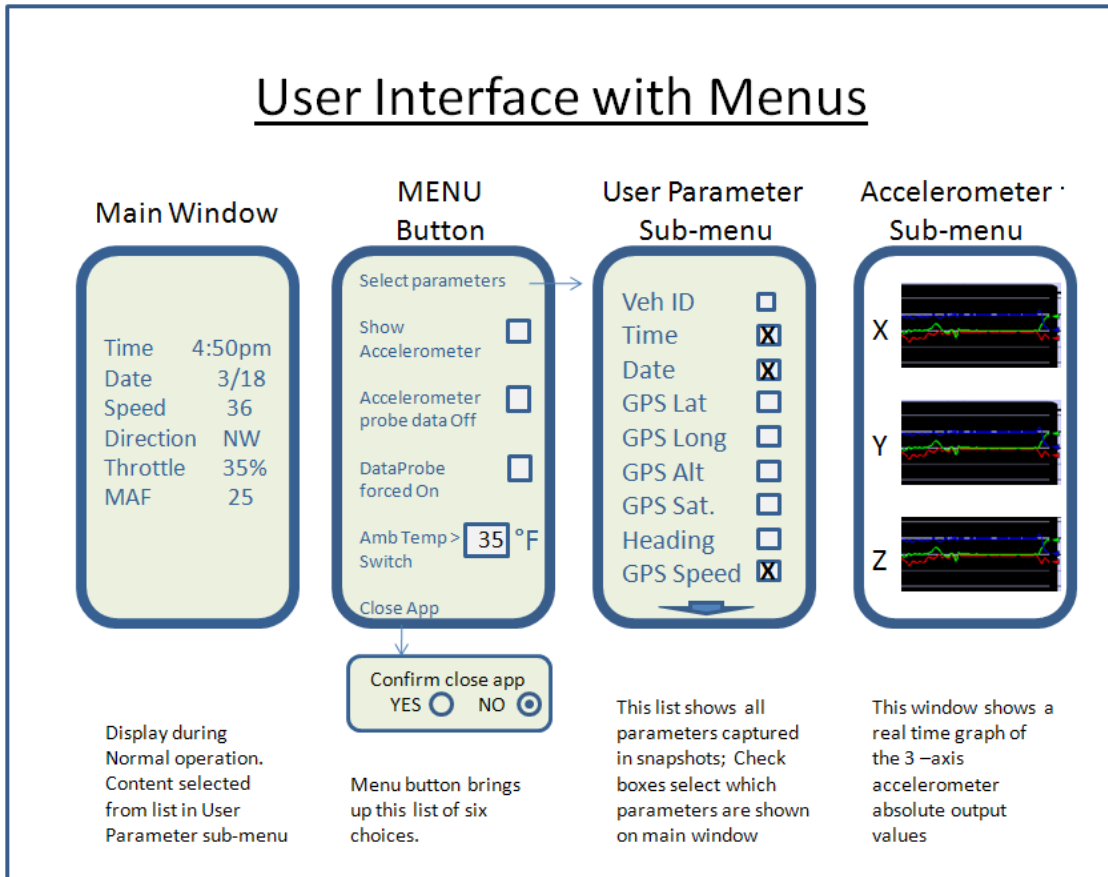 User Interface with Menus
Main Window
Time 4:50pm
Date 3/18
Speed 36
Direction NW
Throttle 35%
MAF 25
Display during
Normal operation.
Content selected
from list in User
Parameter sub-menu
MENU
Button
Select parameters
Show
Accelerometer
Accelerometer
probe data Off
DataProbe
forced On
Amb Temp > 35 °F
Switch
Close App
Confirm close app
YES NO
Menu button brings
up this list of six
choices.
User Parameter
Sub-menu
Veh ID
Time X
Date X
GPS Lat
GPS Long
GPS Alt
GPS Sat.
Heading
GPS Speed X
This list shows all
parameters captured
in snapshots; Check
boxes select which
parameters are shown
on main window
Accelerometer
Sub-menu
X
Y
Z
This window shows a
real time graph of
the 3 –axis
accelerometer
absolute output
values